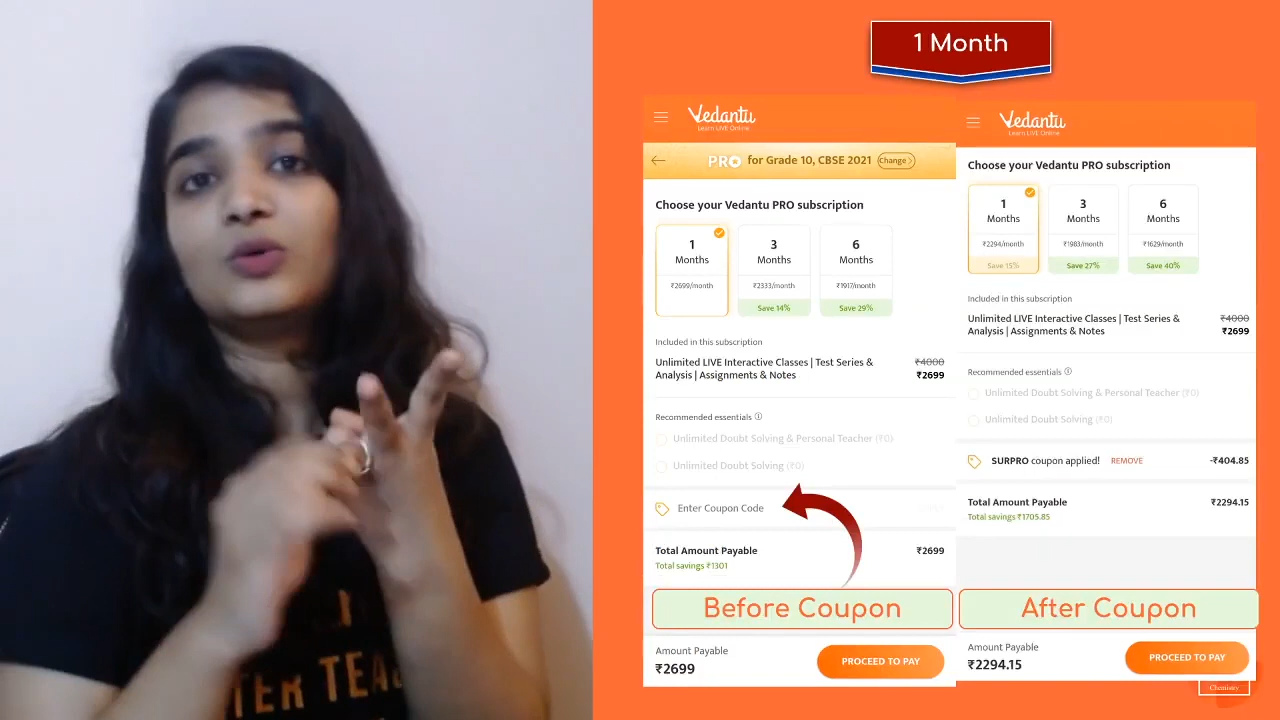 1 Month
Vedantu
Learn LIVE Online
PRO for Grade 10, CBSE 2021 Change
Choose your Vedantu PRO subscription
1 3 6
Months Months Months
₹2699/month ₹2333/month ₹1917/month
Save 14% Save 29%
Included in this subscription
Unlimited LIVE Interactive Classes | Test Series & ₹4000
Analysis | Assignments & Notes ₹2699
Recommended essentials
Unlimited Doubt Solving & Personal Teacher (₹0)
Unlimited Doubt Solving (₹0)
Enter Coupon Code
Total Amount Payable ₹2699
Total savings ₹1301
Before Coupon
Amount Payable
₹2699
PROCEED TO PAY
Vedantu
Learn LIVE Online
Choose your Vedantu PRO subscription
1 3 6
Months Months Months
₹2294/month ₹1983/month ₹1629/month
Save 15% Save 27% Save 40%
Included in this subscription
Unlimited LIVE Interactive Classes | Test Series & ₹4000
Analysis | Assignments & Notes ₹2699
Recommended essentials
Unlimited Doubt Solving & Personal Teacher (₹0)
Unlimited Doubt Solving (₹0)
SURPRO coupon applied! REMOVE -₹404.85
Total Amount Payable ₹2294.15
Total savings ₹1705.85
After Coupon
Amount Payable
₹2294.15
PROCEED TO PAY
Chemistry